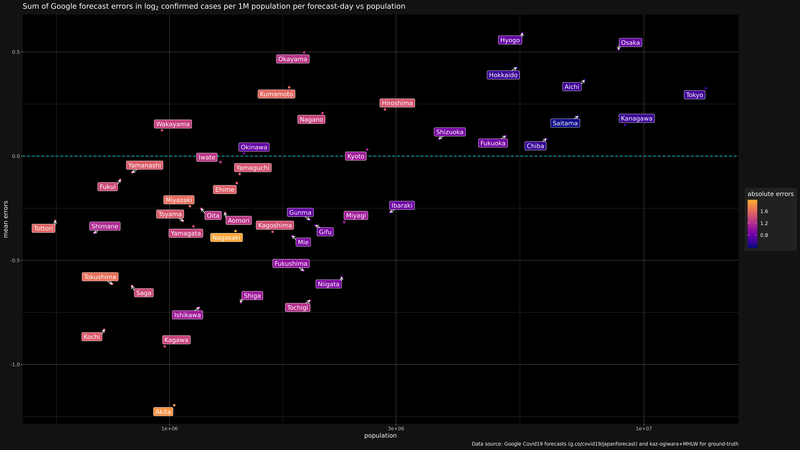 Sum of Google forecast errors in log2 confirmed cases per 1M population per forecast-day vs population
0.5
0.0
-0.5
-1.0
mean errors
Hyogo
Osaka
Okayama
Hokkaido
Aichi
Kumamoto
Tokyo
Hiroshima
Nagano
Kanagawa
Wakayama
Saitama
Shizuoka
Okinawa
Fukuoka
Chiba
Iwate
Kyoto
Yamanashi
Yamaguchi
Fukui
Ehime
Miyazaki
Ibaraki
Toyama
Oita
Gunma
Miyagi
Aomori
Tottori
Shimane
Kagoshima
Yamagata
Gifu
Nagasaki
Mie
Fukushima
Tokushima
Niigata
Saga
Shiga
Tochigi
Ishikawa
Kochi
Kagawa
Akita
absolute errors
1.6
1.2
0.8
1e+06
3e+06
1e+07
population
Data source: Google Covid19 forecasts (g.co/covid19/japanforecast) and kaz-ogiwara+MHLW for ground-truth